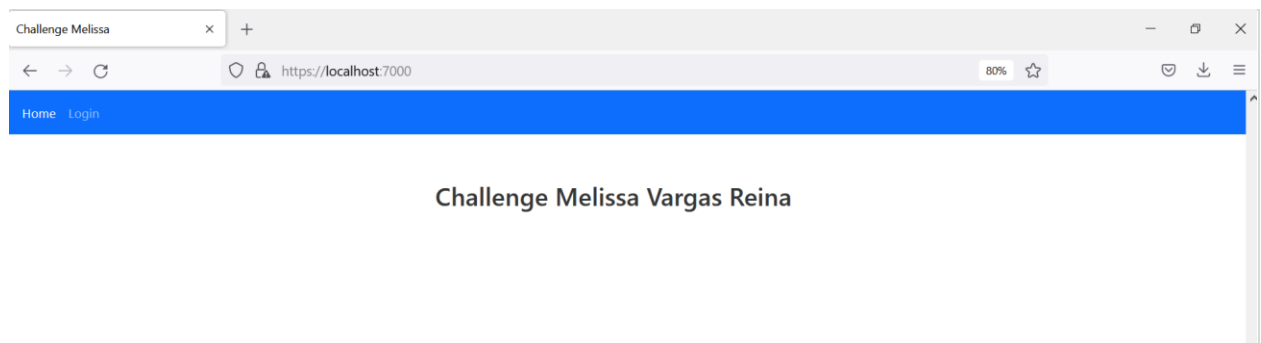 Challenge Melissa
https://localhost:7000
80%
Home Login
Challenge Melissa Vargas Reina